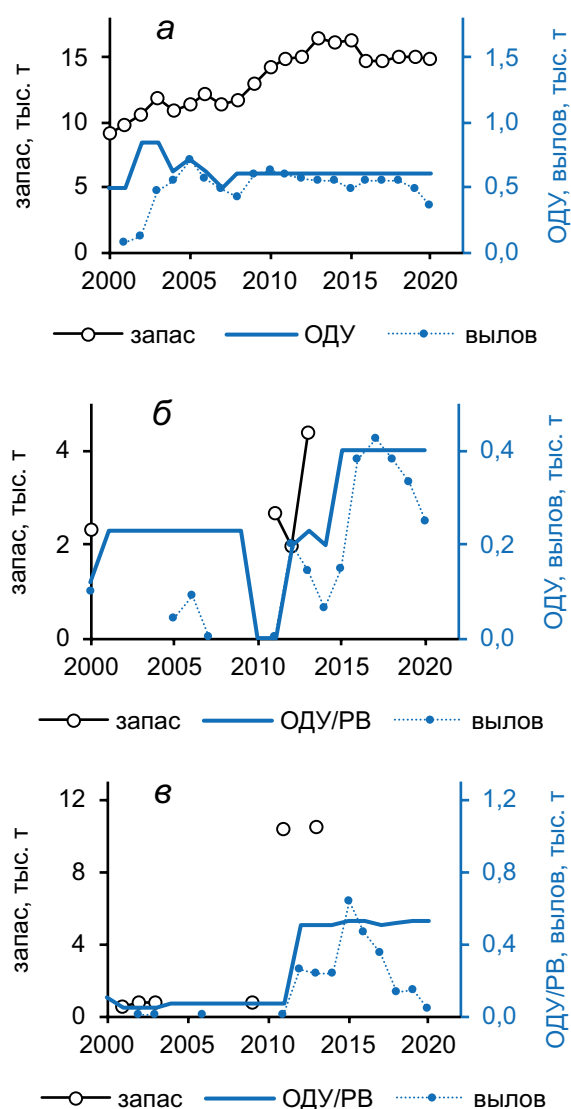 а
запас, тыс. т
15
10
5
0
1,5
1,0
0,5
0,0
ОДУ, вылов, тыс. т
2000 2005 2010 2015 2020
запас ОДУ вылов
б
запас, тыс. т
4
2
0
0,4
0,2
0,0
ОДУ, вылов, тыс. т
2000 2005 2010 2015 2020
запас ОДУ/РВ вылов
в
запас, тыс. т
12
8
4
0
1,2
0,8
0,4
0,0
ОДУ/РВ, вылов, тыс. т
2000 2005 2010 2015 2020
запас ОДУ/РВ вылов